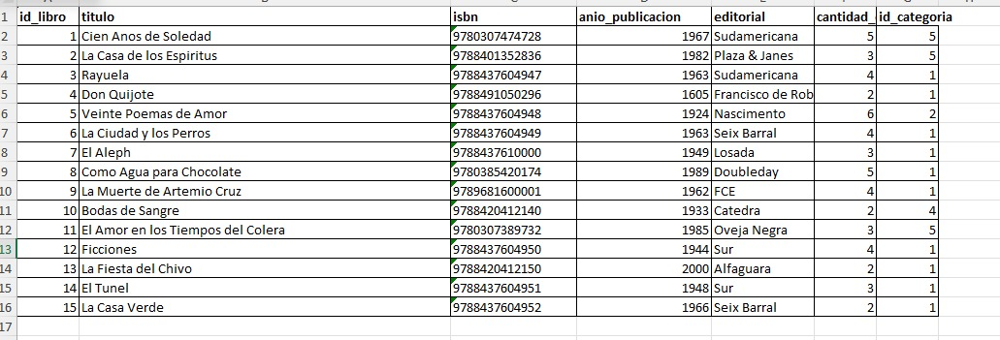 1 id_libro titulo isbn anio_publicacion editorial cantidad_ id_categoria
2 1 Cien Anos de Soledad 9780307474728 1967 Sudamericana 5 5
3 2 La Casa de los Espiritus 9788401352836 1982 Plaza & Janes 3 5
4 3 Rayuela 9788437604947 1963 Sudamericana 4 1
5 4 Don Quijote 9788491050296 1605 Francisco de Rob 2 1
6 5 Veinte Poemas de Amor 9788437604948 1924 Nascimento 6 2
7 6 La Ciudad y los Perros 9788437604949 1963 Seix Barral 4 1
8 7 El Aleph 9788437610000 1949 Losada 3 1
9 8 Como Agua para Chocolate 9780385420174 1989 Doubleday 5 1
10 9 La Muerte de Artemio Cruz 9789681600001 1962 FCE 4 1
11 10 Bodas de Sangre 9788420412140 1933 Catedra 2 4
12 11 El Amor en los Tiempos del Colera 9780307389732 1985 Oveja Negra 3 5
13 12 Ficciones 9788437604950 1944 Sur 4 1
14 13 La Fiesta del Chivo 9788420412150 2000 Alfaguara 2 1
15 14 El Tunel 9788437604951 1948 Sur 3 1
16 15 La Casa Verde 9788437604952 1966 Seix Barral 2 1
17